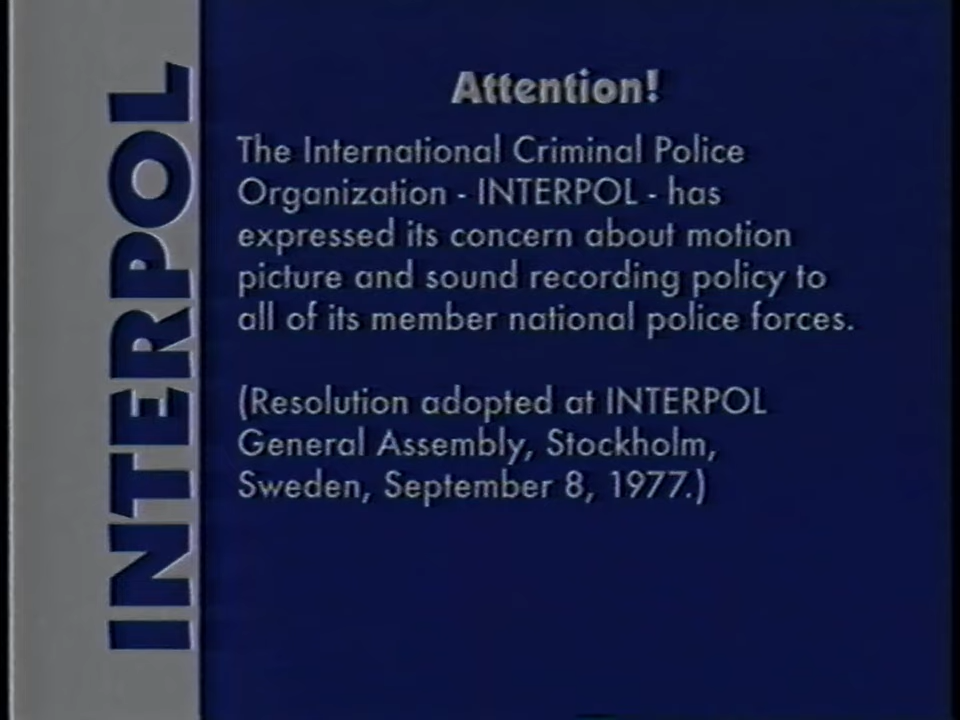 INTERPOL
Attention!
The International Criminal Police
Organization - INTERPOL - has
expressed its concern about motion
picture and sound recording policy to
all of its member national police forces.
(Resolution adopted at INTERPOL
General Assembly, Stockholm,
Sweden, September 8, 1977.)